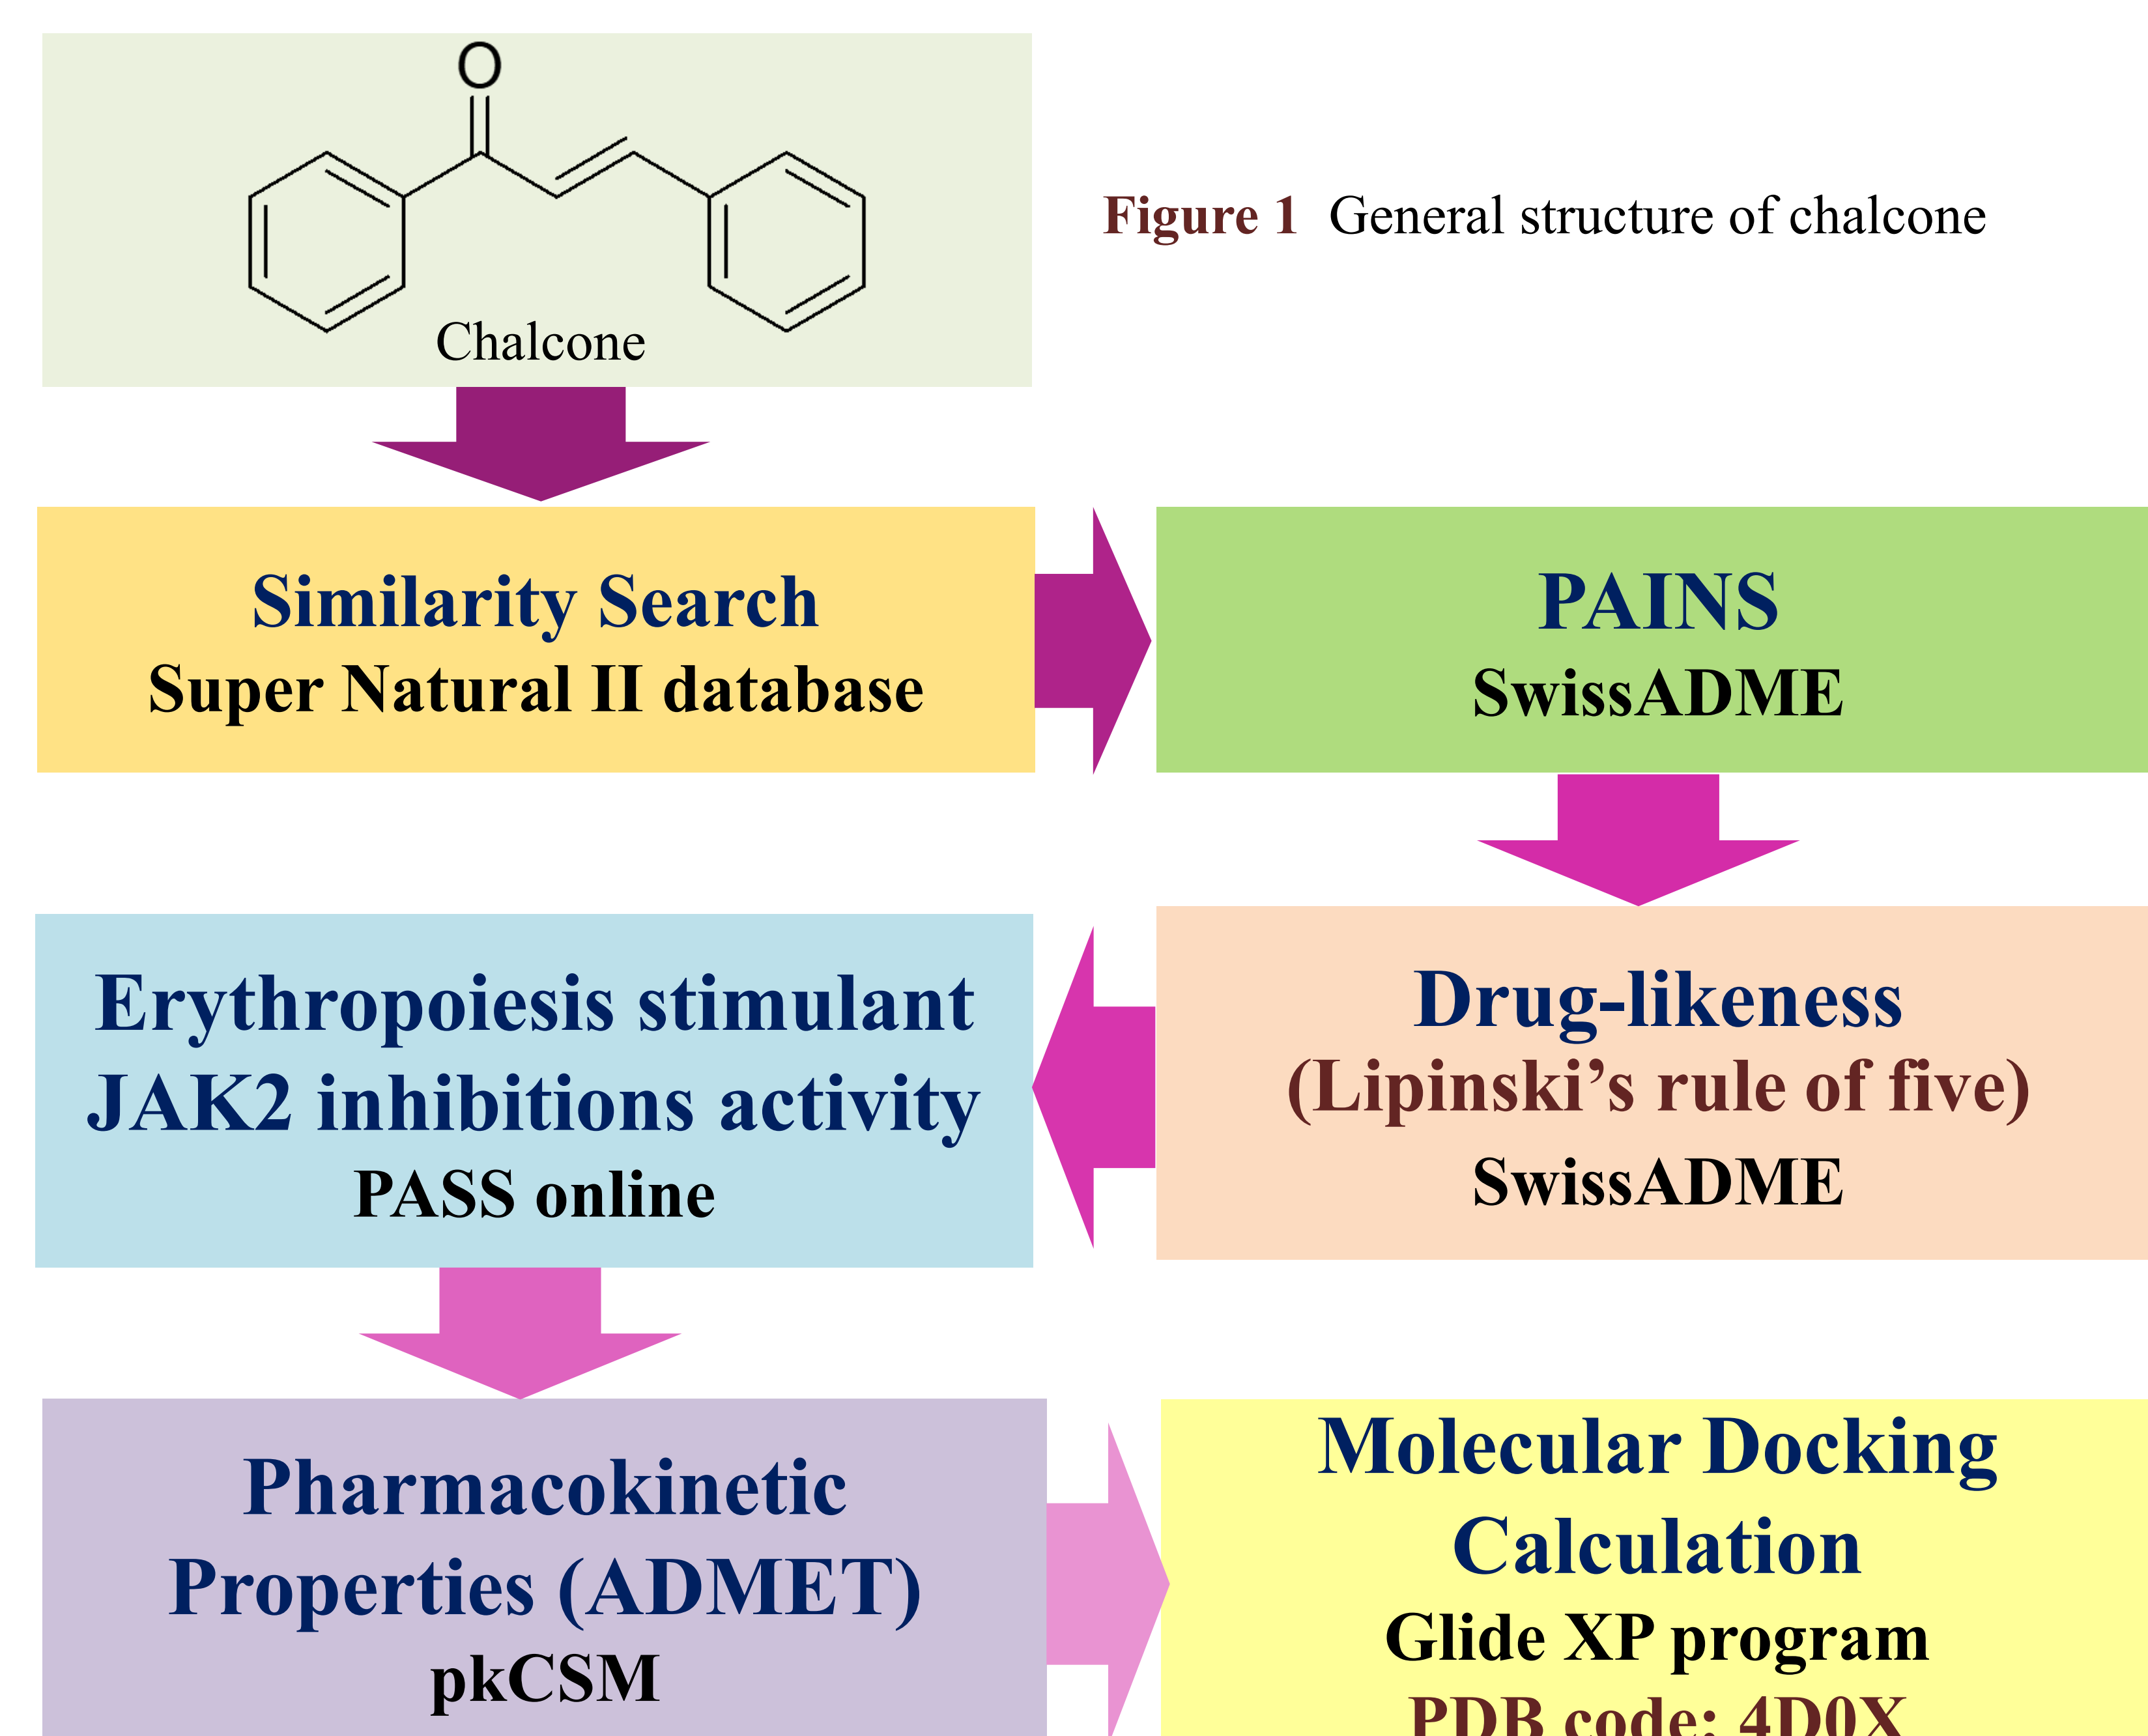 O
Chalcone
Figure 1 General structure of chalcone
Similarity Search
Super Natural II database
PAINS
SwissADME
Erythropoiesis stimulant
JAK2 inhibitions activity
PASS online
Drug-likeness
(Lipinski’s rule of five)
SwissADME
Pharmacokinetic
Properties (ADMET)
pkCSM
Molecular Docking
Calculation
Glide XP program
PDB code: 4D0X